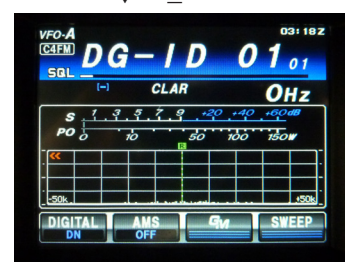 VFO-A 03:18Z
C4FM DG-ID 01 01
SQL
[-] CLAR 0Hz
S 1 3 5 7 9 +20 +40 +60dB
PO 0 10 50 100 150W
R
<<
-50k +50k
DIGITAL AMS GM SWEEP
DN OFF